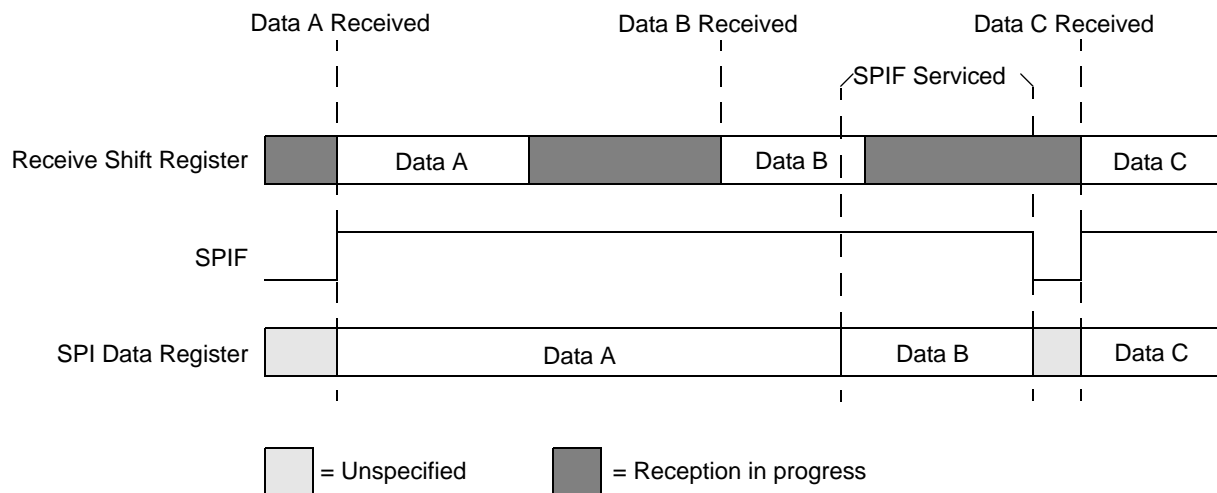 Data A Received
Data B Received
Data C Received
SPIF Serviced
Receive Shift Register
Data A
Data B
Data C
SPIF
SPI Data Register
Data A
Data B
Data C
= Unspecified
= Reception in progress